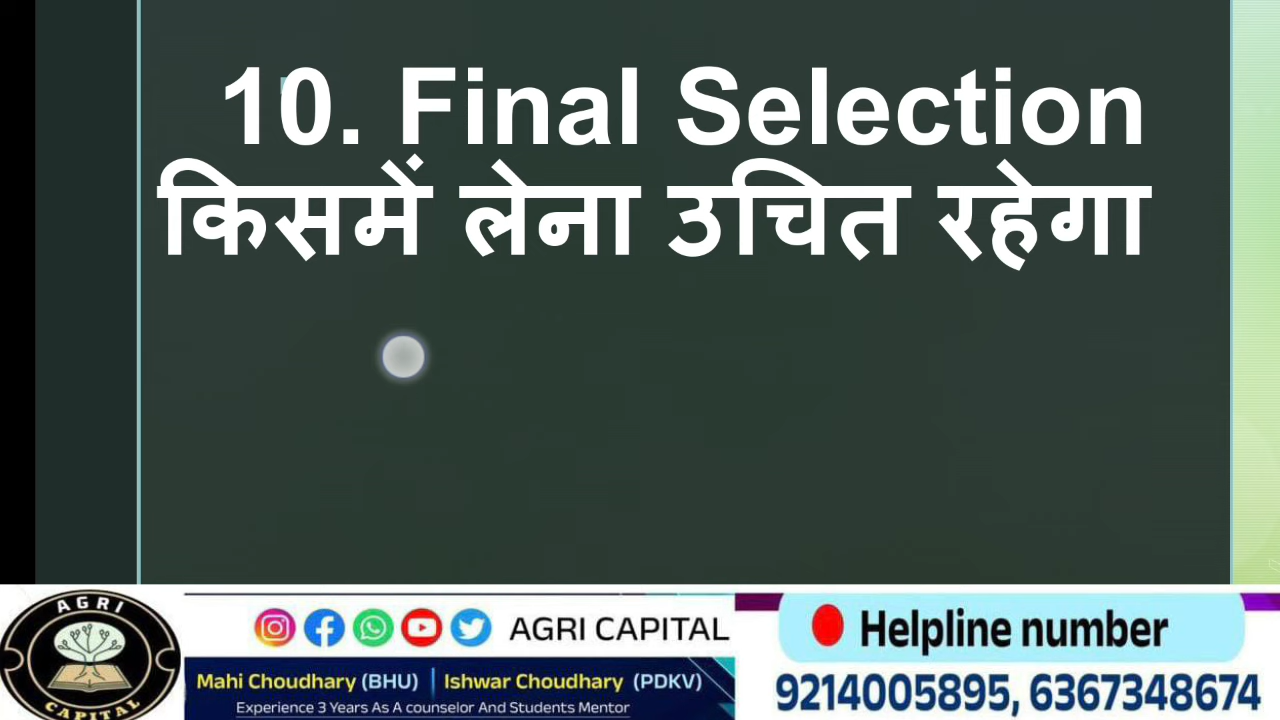 10. Final Selection
किसमें लेना उचित रहेगा
AGRI
CAPITAL
AGRI CAPITAL
Mahi Choudhary (BHU) | Ishwar Choudhary (PDKV)
Experience 3 Years As A counselor And Students Mentor
Helpline number
9214005895, 6367348674